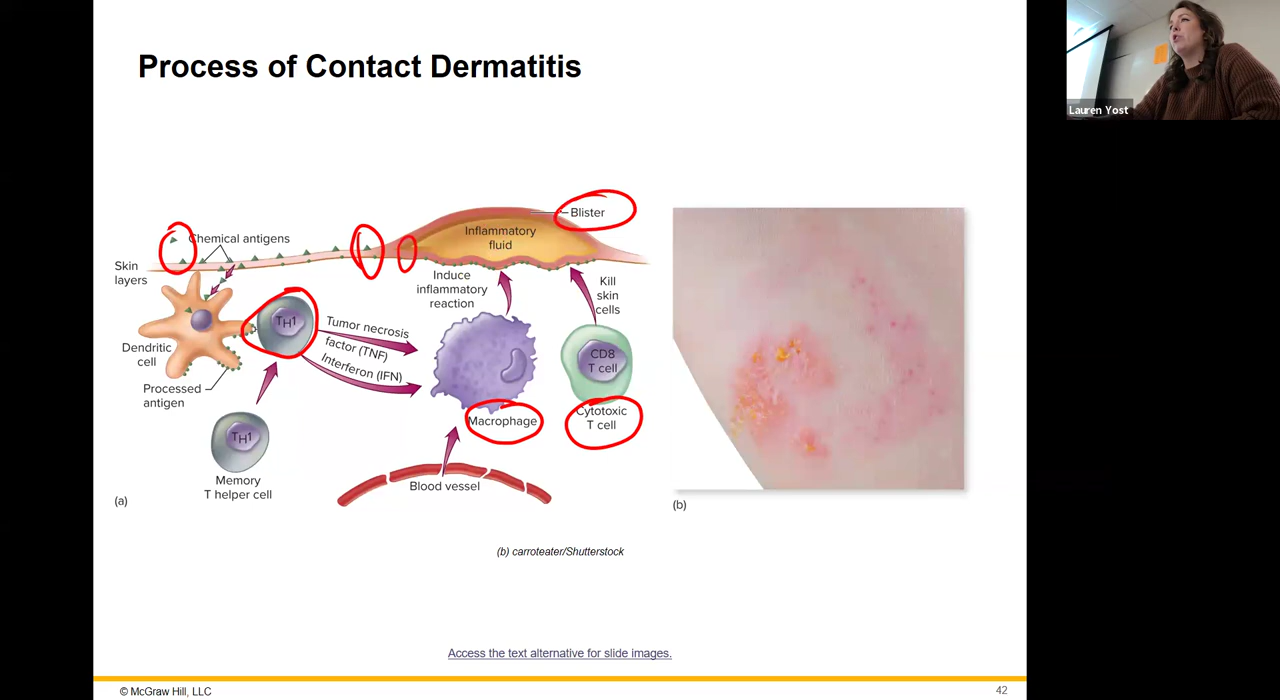 Process of Contact Dermatitis
Lauren Yost
Blister
Chemical antigens
Inflammatory
fluid
Skin
layers
Induce
inflammatory
reaction
Kill
skin
cells
TH1
Tumor necrosis
factor (TNF)
Interferon (IFN)
Dendritic
cell
CD8
T cell
Processed
antigen
Macrophage
Cytotoxic
T cell
TH1
Memory
T helper cell
Blood vessel
(a)
(b)
(b) carroteater/Shutterstock
Access the text alternative for slide images.
© McGraw Hill, LLC
42